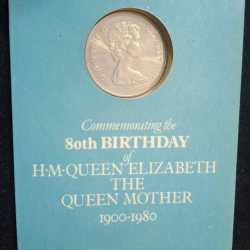 Commemorating the
80th BIRTHDAY
of
H·M·QUEEN ELIZABETH
THE
QUEEN MOTHER
1900-1980